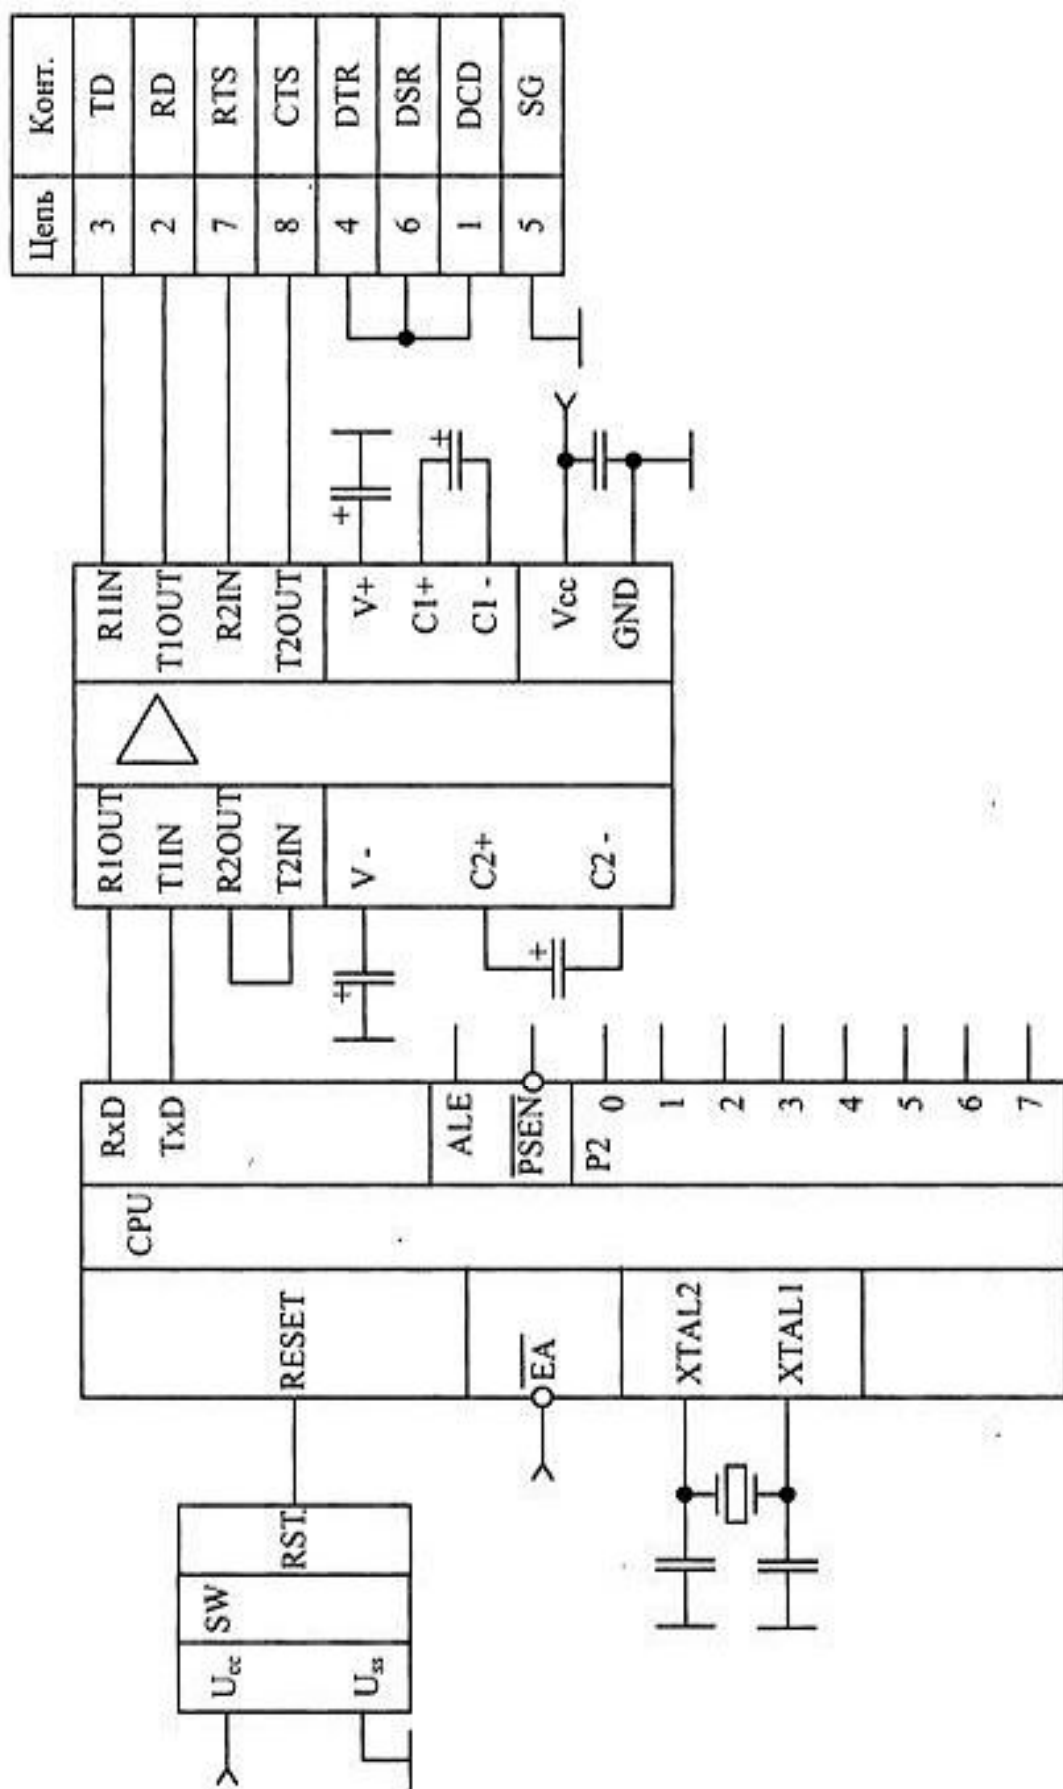 Цепь Конт.
3 TD
2 RD
7 RTS
8 CTS
4 DTR
6 DSR
1 DCD
5 SG
R1OUT R1IN
T1IN T1OUT
R2OUT R2IN
T2IN T2OUT
V - V+
C2+ C1+
C2 - C1 -
Vcc
GND
+
+
±
+
CPU
RxD
TxD
RESET
ALE
EA
PSEN
P2
0
1
2
3
4
5
6
7
XTAL2
XTAL1
SW
Ucc
RST
Uss